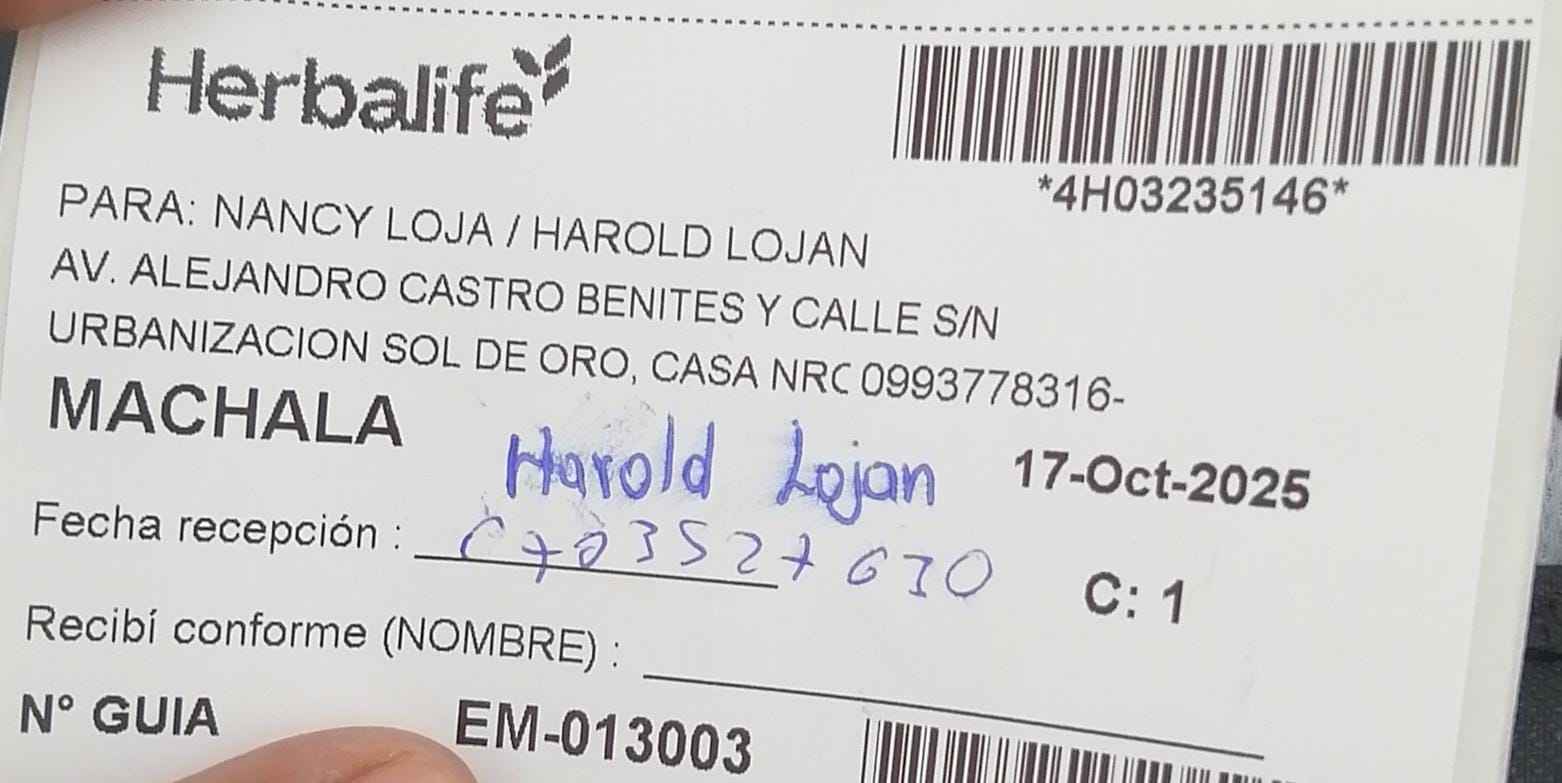 Herbalife
*4H03235146*
PARA: NANCY LOJA / HAROLD LOJAN
AV. ALEJANDRO CASTRO BENITES Y CALLE S/N
URBANIZACION SOL DE ORO, CASA NRC 0993778316-
MACHALA
Harold Lojan
17-Oct-2025
Fecha recepción :
C: 1
Recibí conforme (NOMBRE) :
N° GUIA EM-013003